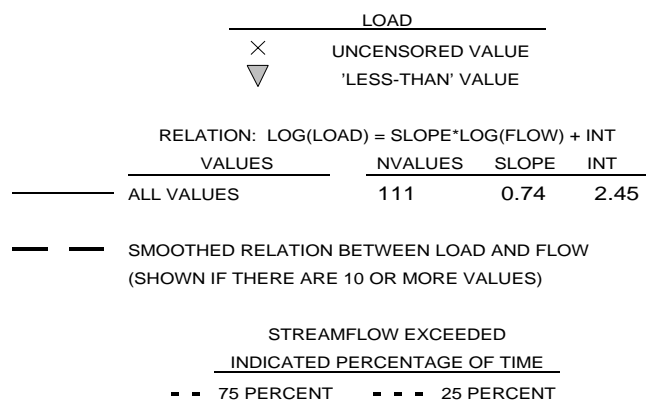 LOAD
UNCENSORED VALUE
'LESS-THAN' VALUE
RELATION: LOG(LOAD) = SLOPE*LOG(FLOW) + INT
VALUES NVALUES SLOPE INT
ALL VALUES 111 0.74 2.45
SMOOTHED RELATION BETWEEN LOAD AND FLOW
(SHOWN IF THERE ARE 10 OR MORE VALUES)
STREAMFLOW EXCEEDED
INDICATED PERCENTAGE OF TIME
75 PERCENT 25 PERCENT